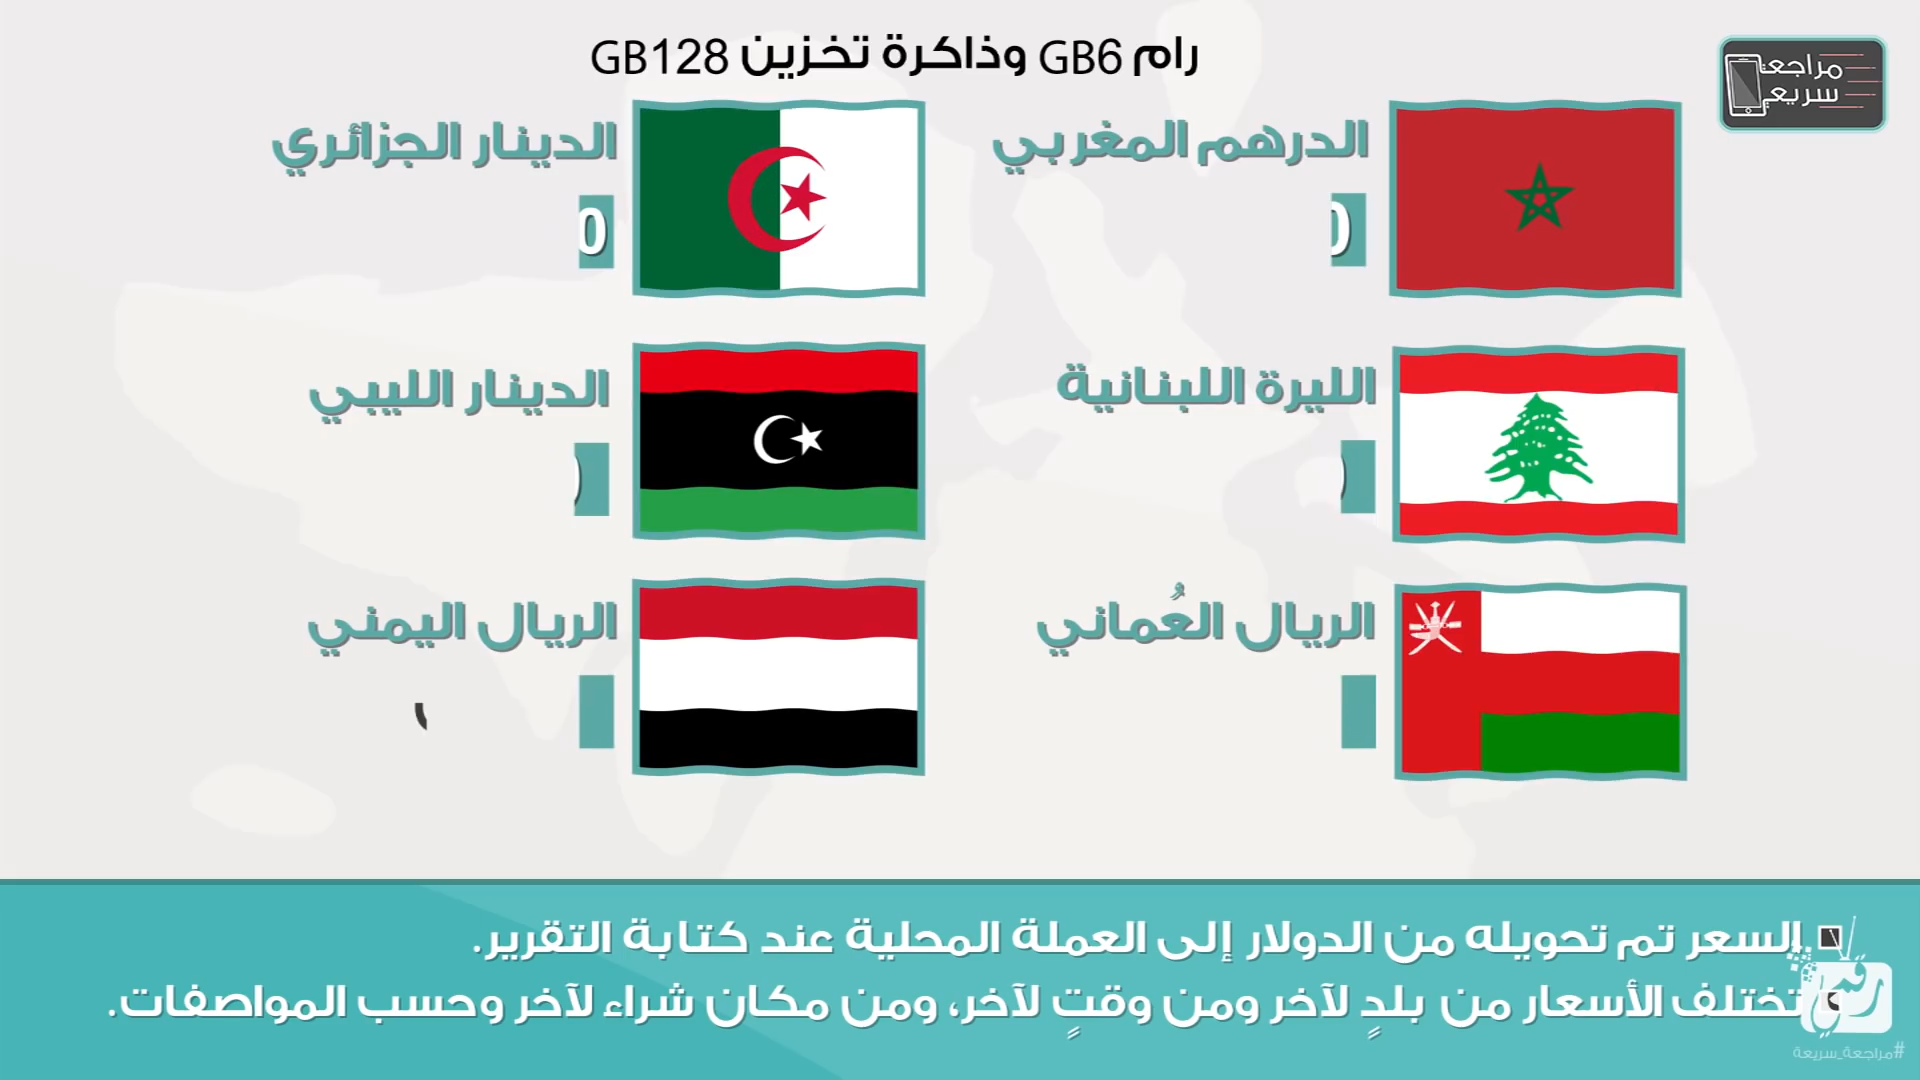 رام GB6 وذاكرة تخزين GB128
مراجعة
سريعة
الدرهم المغربي
0
الدينار الجزائري
0
الليرة اللبنانية
الدينار الليبي
الريال العُماني
الريال اليمني
السعر تم تحويله من الدولار إلى العملة المحلية عند كتابة التقرير.
تختلف الأسعار من بلدٍ لآخر ومن وقتٍ لآخر، ومن مكان شراء لآخر وحسب المواصفات.
#مراجعة_سريعة